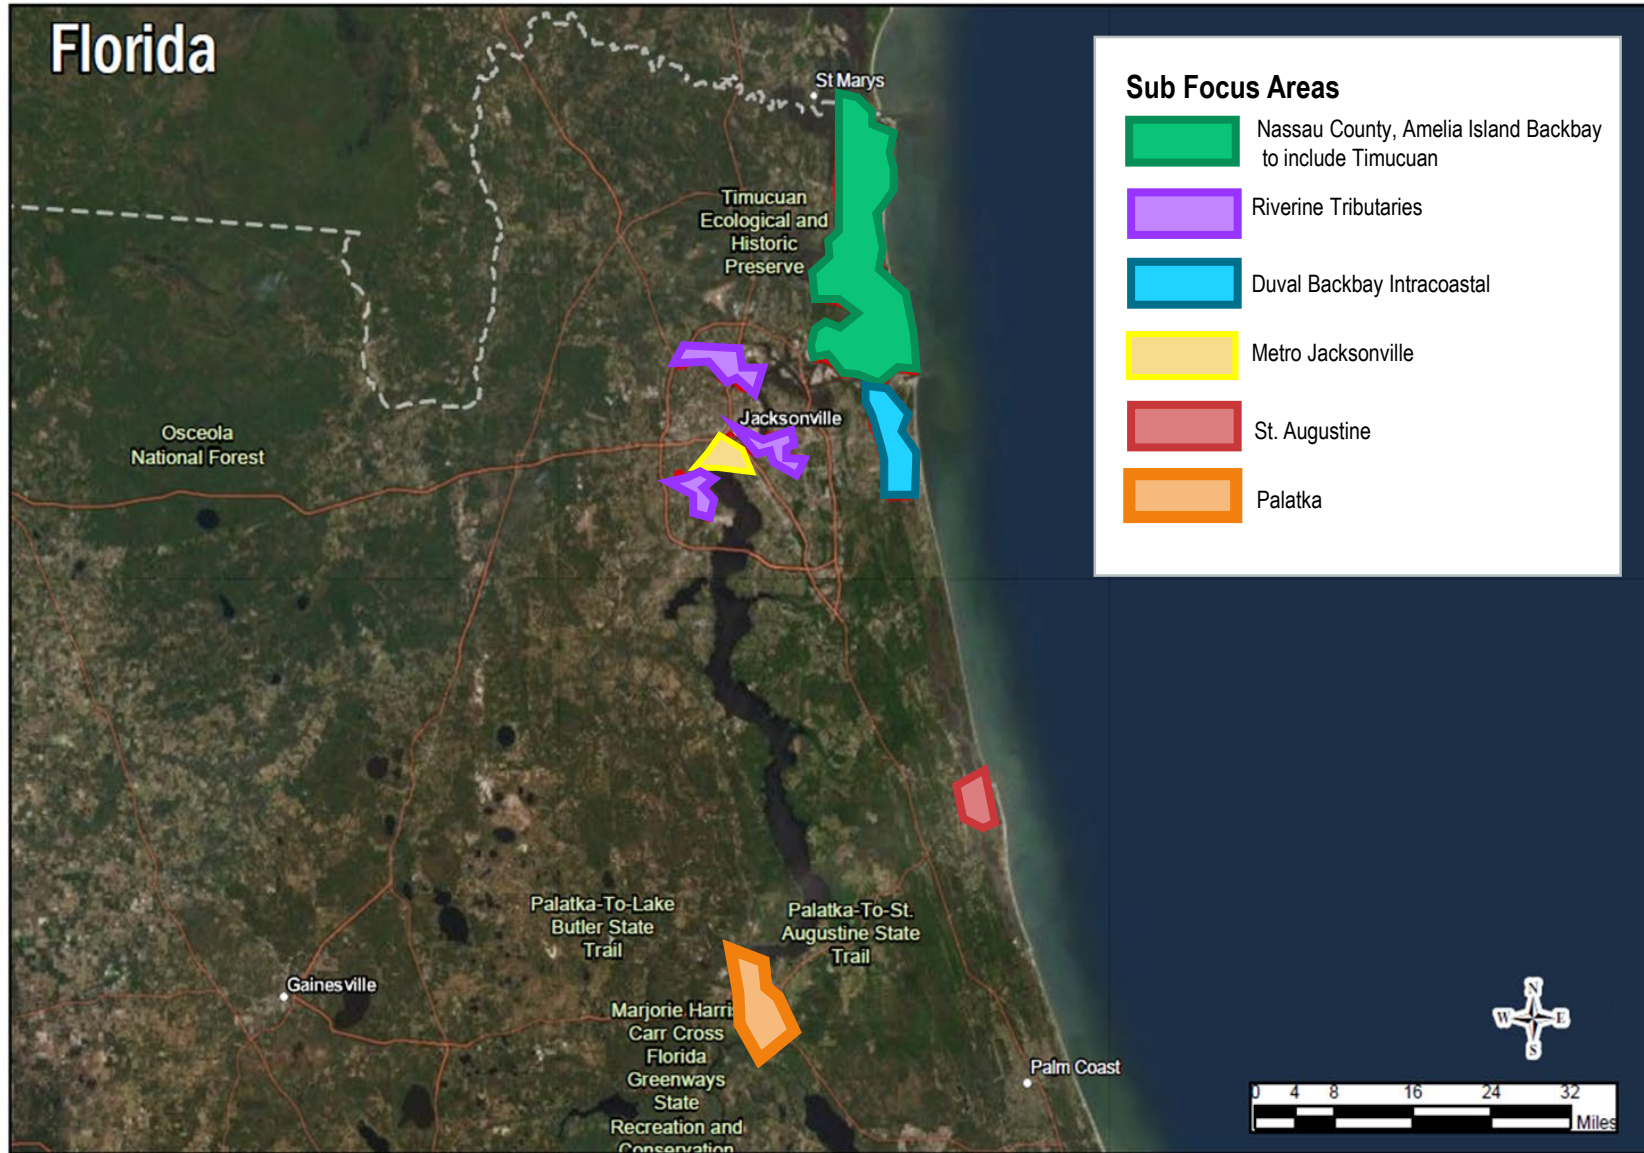 Florida
St Marys
Timucuan
Ecological and
Historic
Preserve
Jacksonville
Osceola
National Forest
Palatka-To-Lake
Butler State
Trail
Palatka-To-St.
Augustine State
Trail
Gainesville
Marjorie Harri
Carr Cross
Florida
Greenways
State
Recreation and
Conservation
Palm Coast
Sub Focus Areas
Nassau County, Amelia Island Backbay
to include Timucuan
Riverine Tributaries
Duval Backbay Intracoastal
Metro Jacksonville
St. Augustine
Palatka
N
W E
S
0 4 8 16 24 32
Miles